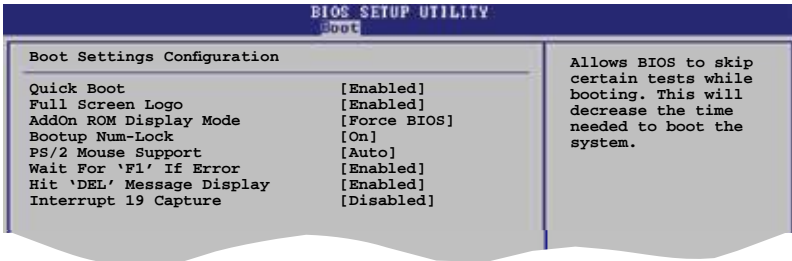 BIOS SETUP UTILITY
Boot
Boot Settings Configuration
Quick Boot [Enabled]
Full Screen Logo [Enabled]
AddOn ROM Display Mode [Force BIOS]
Bootup Num-Lock [On]
PS/2 Mouse Support [Auto]
Wait For ‘F1’ If Error [Enabled]
Hit ‘DEL’ Message Display [Enabled]
Interrupt 19 Capture [Disabled]
Allows BIOS to skip
certain tests while
booting. This will
decrease the time
needed to boot the
system.